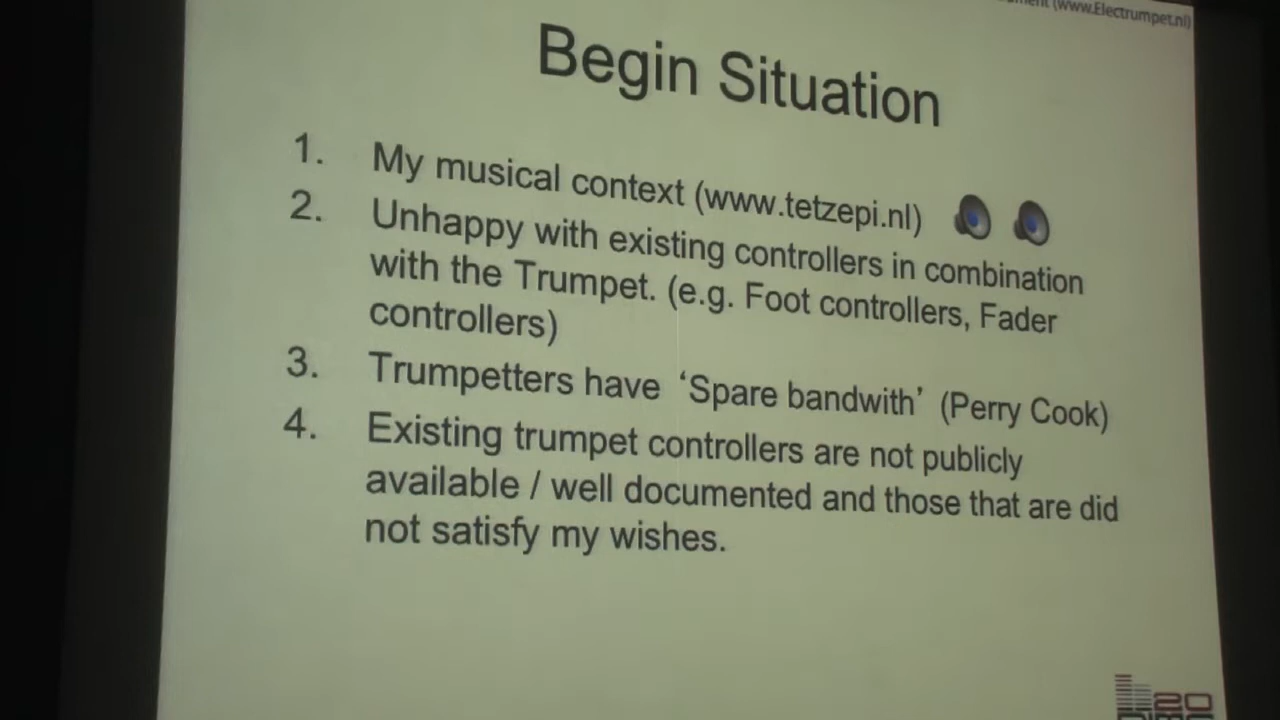 (www.Electrumpet.nl)
Begin Situation
1. My musical context (www.tetzepi.nl)
2. Unhappy with existing controllers in combination
with the Trumpet. (e.g. Foot controllers, Fader
controllers)
3. Trumpetters have ‘Spare bandwith’ (Perry Cook)
4. Existing trumpet controllers are not publicly
available / well documented and those that are did
not satisfy my wishes.